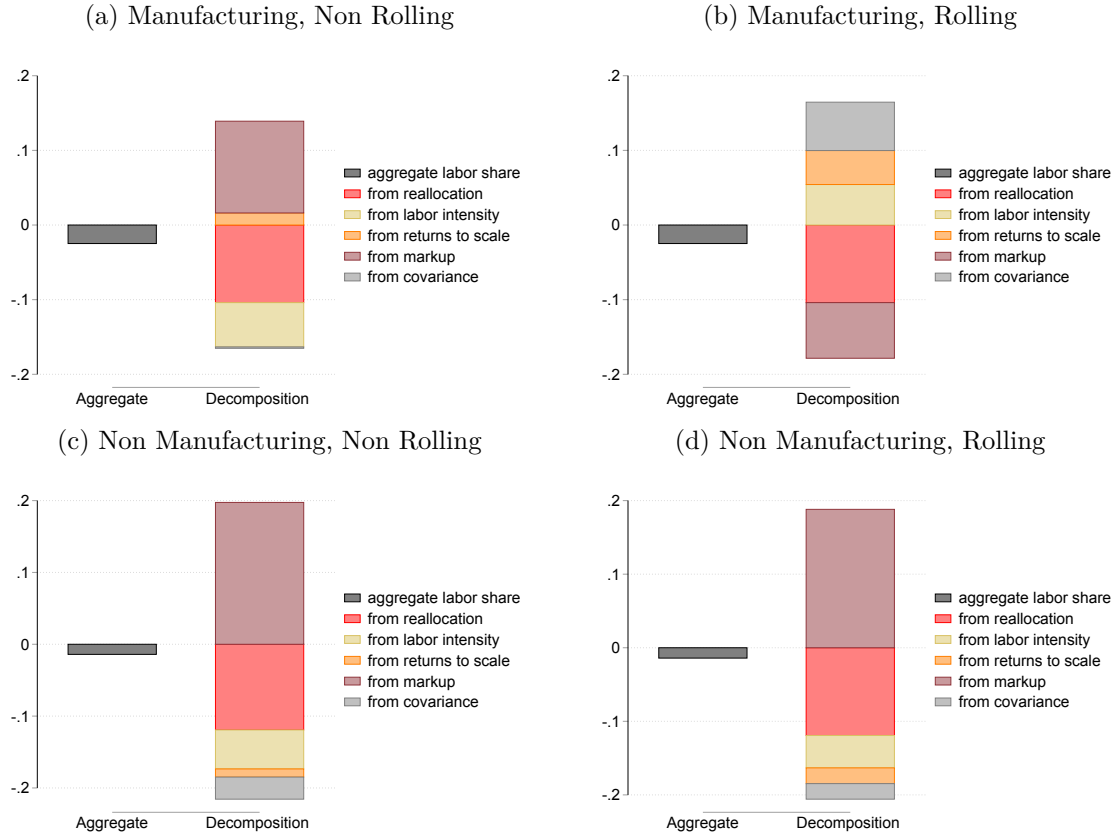 (a) Manufacturing, Non Rolling
.2
.1
0
-.1
-.2
Aggregate
Decomposition
aggregate labor share
from reallocation
from labor intensity
from returns to scale
from markup
from covariance
(b) Manufacturing, Rolling
.2
.1
0
-.1
-.2
Aggregate
Decomposition
aggregate labor share
from reallocation
from labor intensity
from returns to scale
from markup
from covariance
(c) Non Manufacturing, Non Rolling
.2
.1
0
-.1
-.2
Aggregate
Decomposition
aggregate labor share
from reallocation
from labor intensity
from returns to scale
from markup
from covariance
(d) Non Manufacturing, Rolling
.2
.1
0
-.1
-.2
Aggregate
Decomposition
aggregate labor share
from reallocation
from labor intensity
from returns to scale
from markup
from covariance